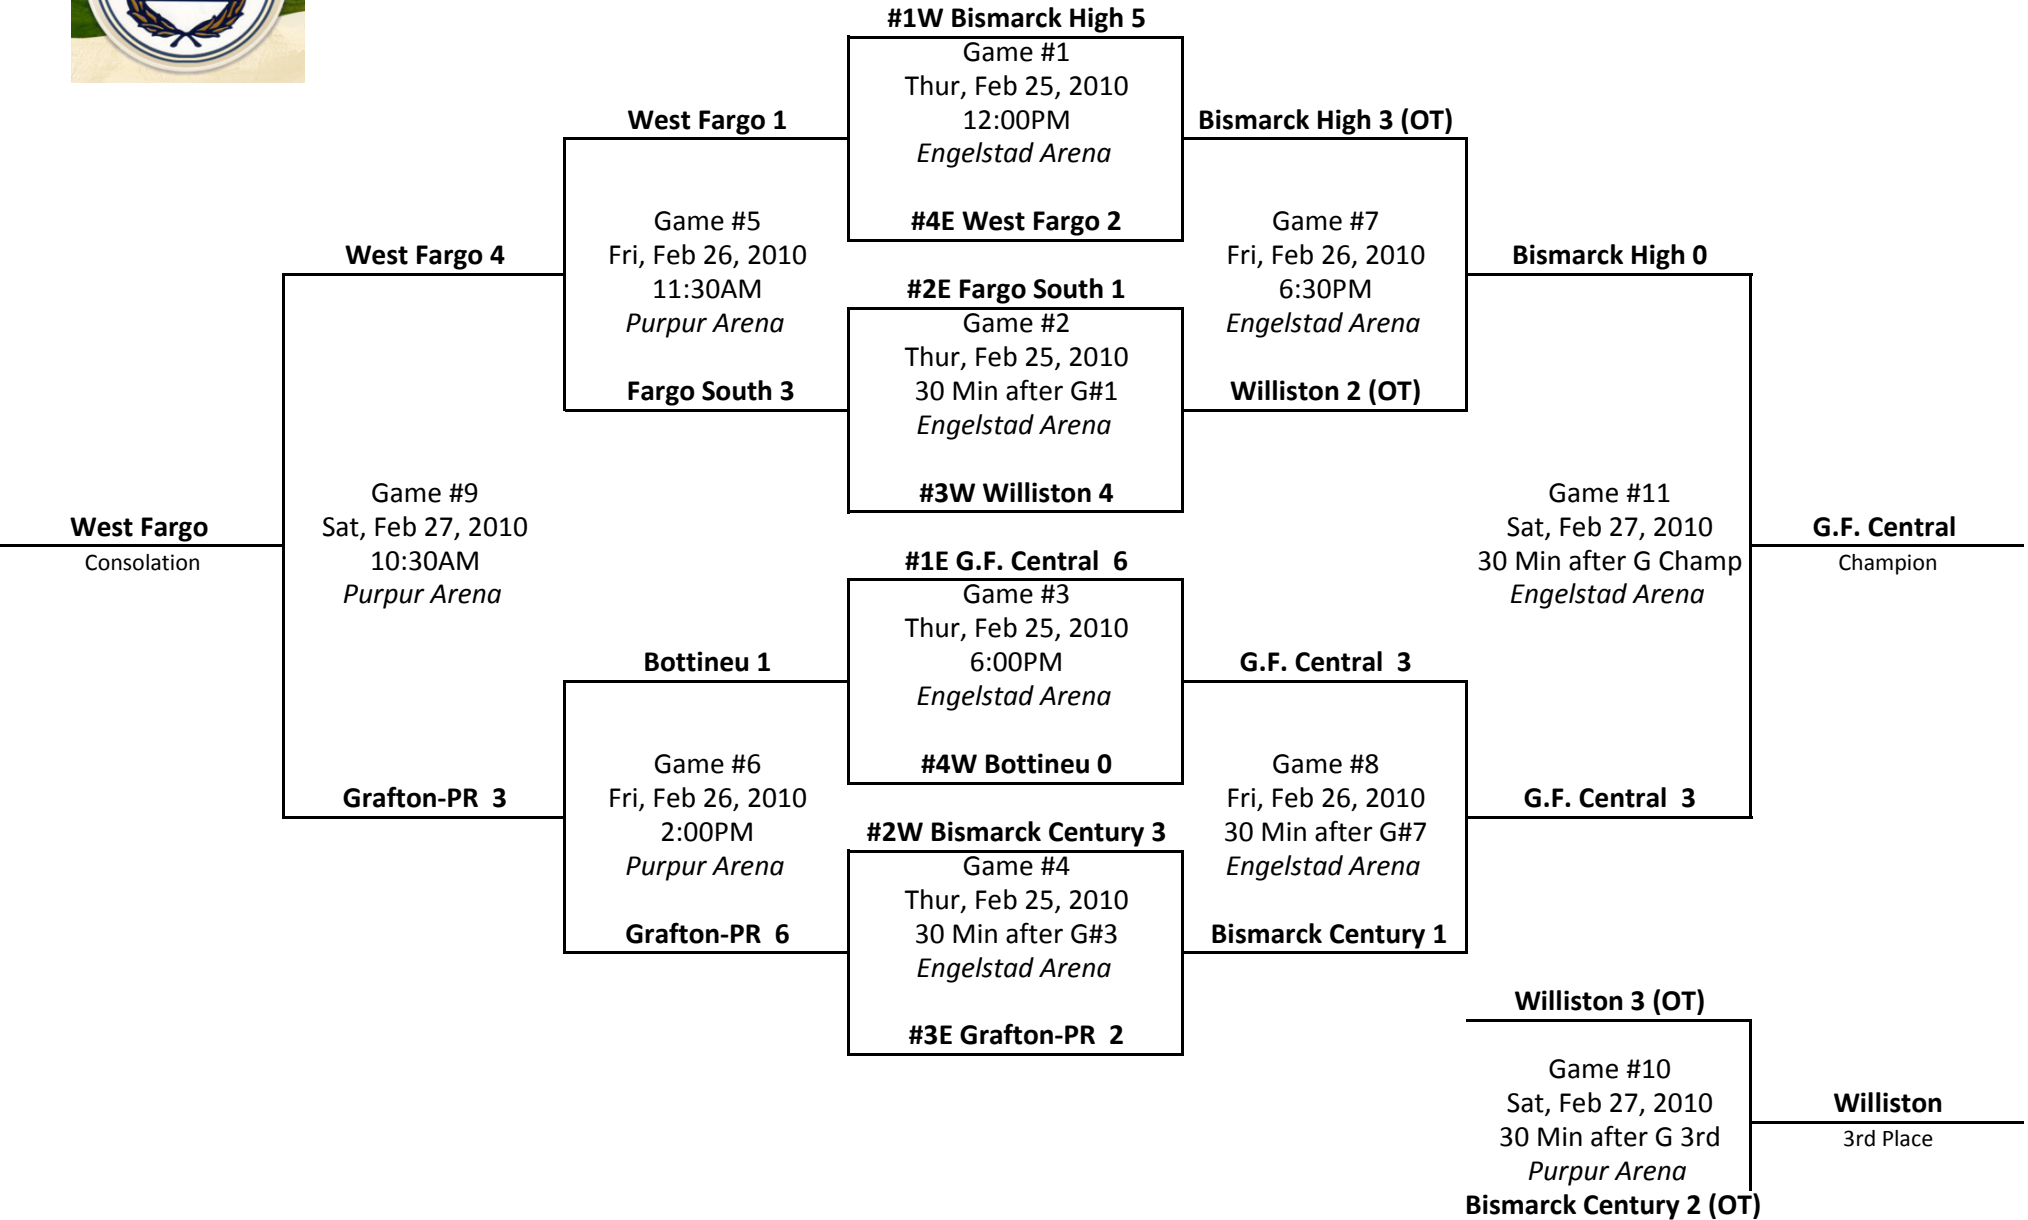 #1W Bismarck High 5
Game #1
Thur, Feb 25, 2010
12:00PM
Engelstad Arena
#4E West Fargo 2
West Fargo 1
Bismarck High 3 (OT)
Game #5
Fri, Feb 26, 2010
11:30AM
Purpur Arena
Game #7
Fri, Feb 26, 2010
6:30PM
Engelstad Arena
West Fargo 4
Bismarck High 0
#2E Fargo South 1
Game #2
Thur, Feb 25, 2010
30 Min after G#1
Engelstad Arena
#3W Williston 4
Fargo South 3
Williston 2 (OT)
Game #9
Sat, Feb 27, 2010
10:30AM
Purpur Arena
West Fargo
Consolation
Game #11
Sat, Feb 27, 2010
30 Min after G Champ
Engelstad Arena
G.F. Central
Champion
#1E G.F. Central 6
Game #3
Thur, Feb 25, 2010
6:00PM
Engelstad Arena
#4W Bottineu 0
Bottineu 1
G.F. Central 3
Game #6
Fri, Feb 26, 2010
2:00PM
Purpur Arena
Game #8
Fri, Feb 26, 2010
30 Min after G#7
Engelstad Arena
Grafton-PR 3
G.F. Central 3
#2W Bismarck Century 3
Game #4
Thur, Feb 25, 2010
30 Min after G#3
Engelstad Arena
#3E Grafton-PR 2
Grafton-PR 6
Bismarck Century 1
Williston 3 (OT)
Game #10
Sat, Feb 27, 2010
30 Min after G 3rd
Purpur Arena
Bismarck Century 2 (OT)
Williston
3rd Place